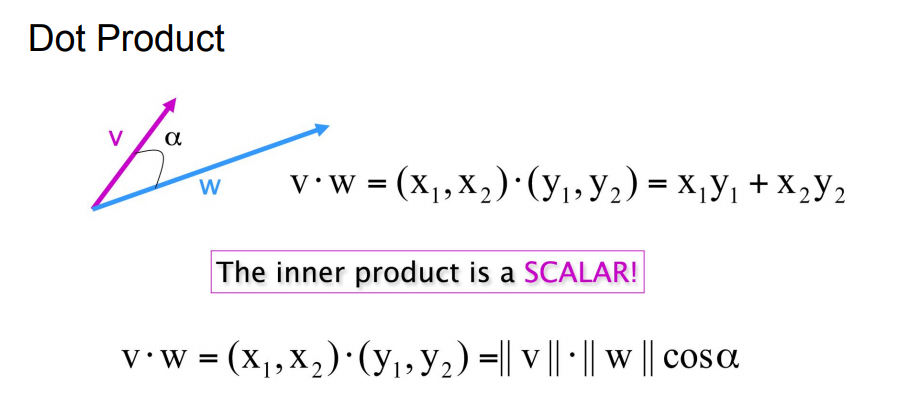 Dot Product
v α
w
v·w = (x₁,x₂)·(y₁,y₂) = x₁y₁ + x₂y₂
The inner product is a SCALAR!
v·w = (x₁,x₂)·(y₁,y₂) =|| v || · || w || cosα